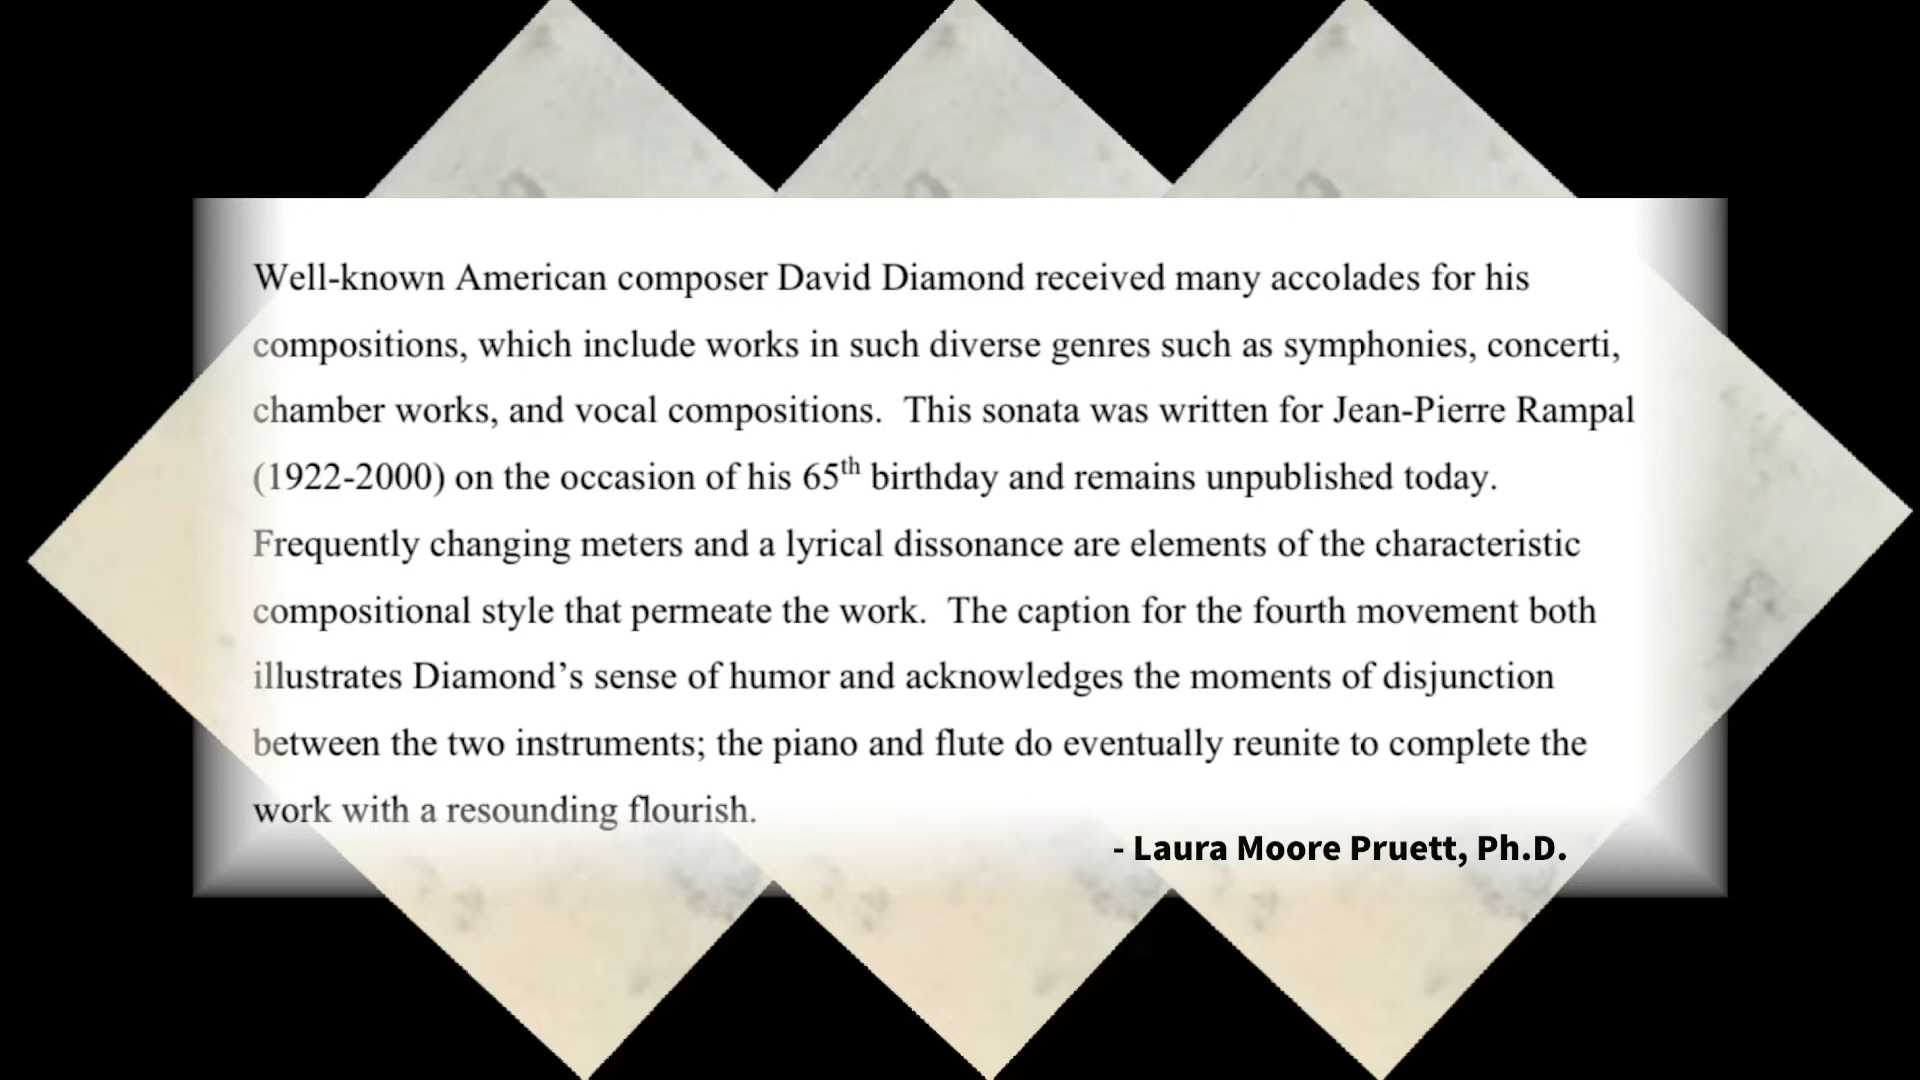 Well-known American composer David Diamond received many accolades for his
compositions, which include works in such diverse genres such as symphonies, concerti,
chamber works, and vocal compositions.  This sonata was written for Jean-Pierre Rampal
(1922-2000) on the occasion of his 65th birthday and remains unpublished today.
Frequently changing meters and a lyrical dissonance are elements of the characteristic
compositional style that permeate the work.  The caption for the fourth movement both
illustrates Diamond’s sense of humor and acknowledges the moments of disjunction
between the two instruments; the piano and flute do eventually reunite to complete the
work with a resounding flourish.
- Laura Moore Pruett, Ph.D.